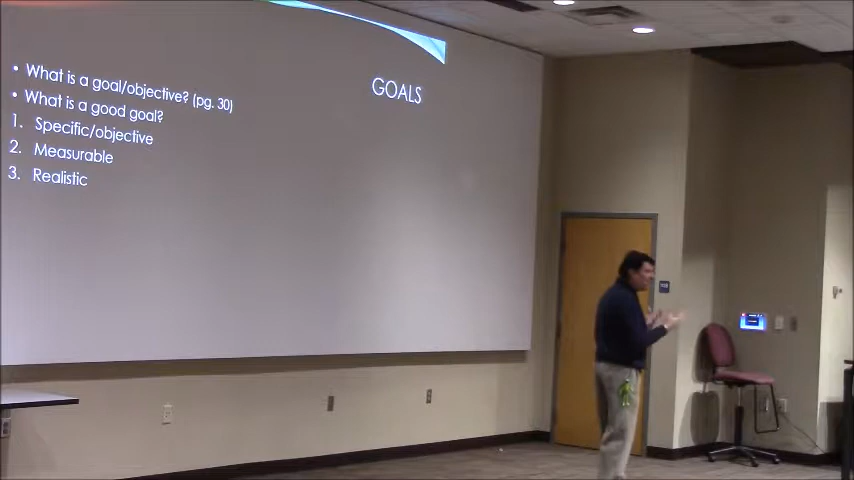 GOALS
• What is a goal/objective? (pg. 30)
• What is a good goal?
1. Specific/objective
2. Measurable
3. Realistic